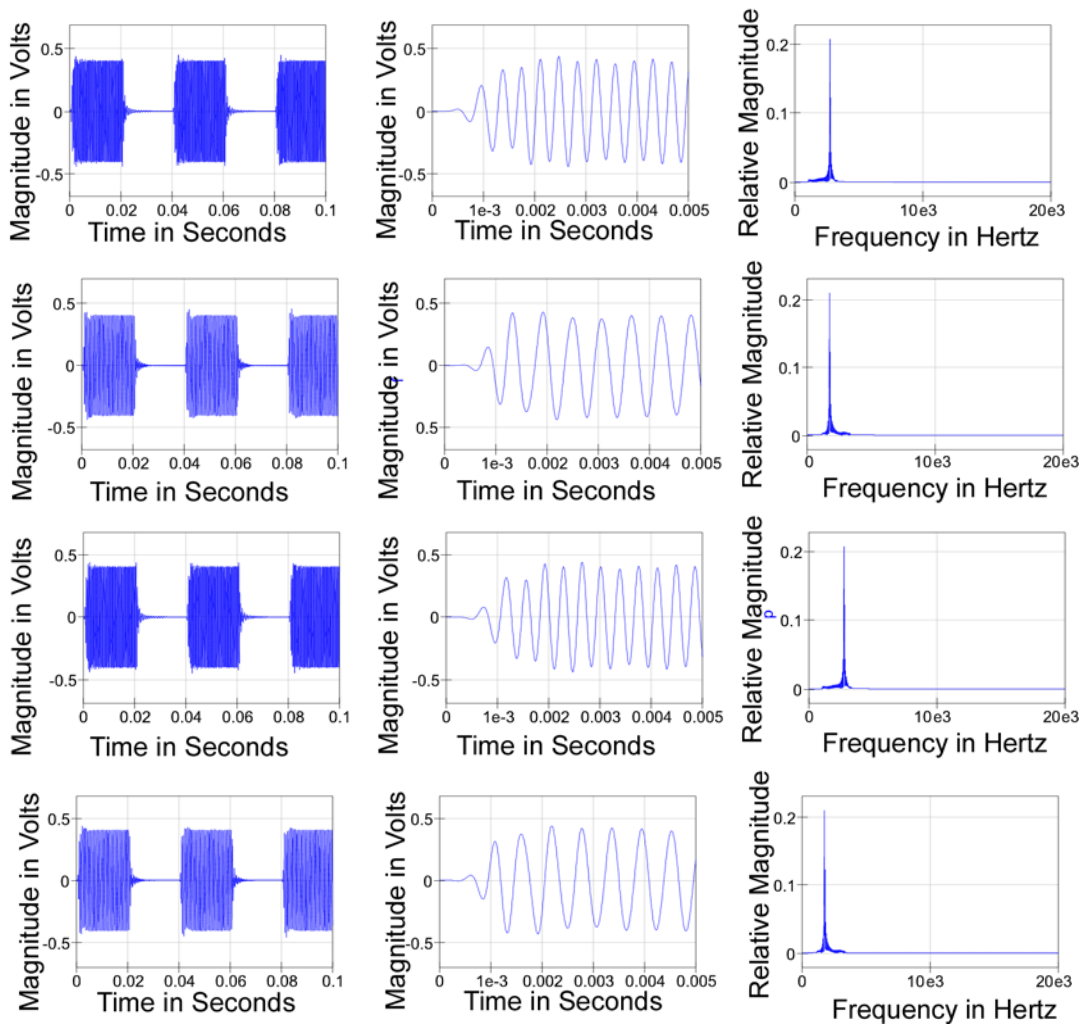 Magnitude in Volts
0.5
0
-0.5
0 0.02 0.04 0.06 0.08 0.1
Time in Seconds
Magnitude in Volts
0.5
0
-0.5
0 1e-3 0.002 0.003 0.004 0.005
Time in Seconds
Relative Magnitude
0.2
0.1
0
0 10e3 20e3
Frequency in Hertz
Magnitude in Volts
0.5
0
-0.5
0 0.02 0.04 0.06 0.08 0.1
Time in Seconds
Magnitude in Volts
0.5
0
0.5
0 1e-3 0.002 0.003 0.004 0.005
Time in Seconds
Relative Magnitude
0.2
0.1
0
0 10e3 20e3
Frequency in Hertz
Magnitude in Volts
0.5
0
-0.5
0 0.02 0.04 0.06 0.08 0.1
Time in Seconds
Magnitude in Volts
0.5
0
-0.5
0 1e-3 0.002 0.003 0.004 0.005
Time in Seconds
Relative Magnitude
0.2
0.1
0
0 10e3 20e3
Frequency in Hertz
Magnitude in Volts
0.5
0
-0.5
0 0.02 0.04 0.06 0.08 0.1
Time in Seconds
Magnitude in Volts
0.5
0
-0.5
0 1e-3 0.002 0.003 0.004 0.005
Time in Seconds
Relative Magnitude
0.2
0.1
0
0 10e3 20e3
Frequency in Hertz